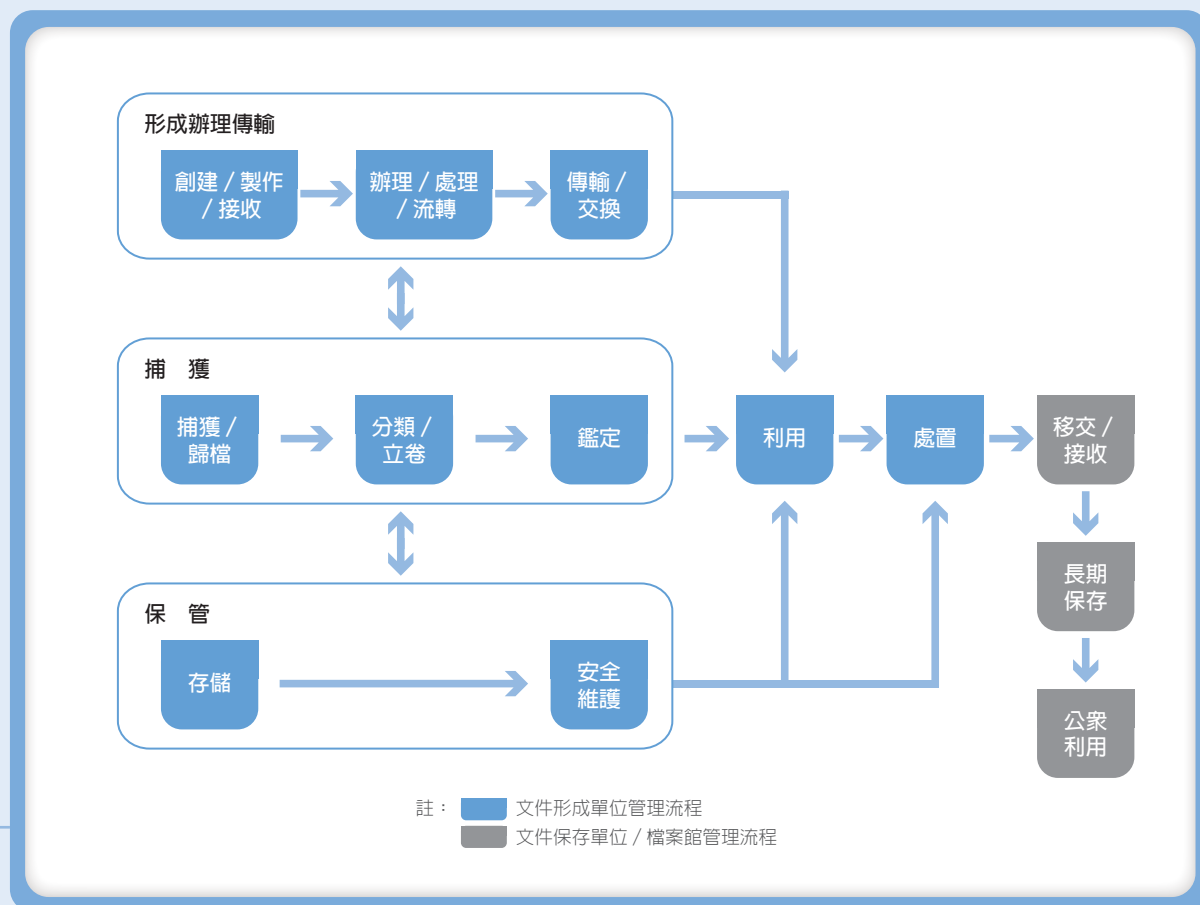 形成辦理傳輸
創建 / 製作
/ 接收
辦理 / 處理
/ 流轉
傳輸 /
交換
捕 獲
捕獲 /
歸檔
分類 /
立卷
鑑定
利用
處置
移交 /
接收
長期
保存
公衆
利用
保 管
存儲
安全
維護
註：
文件形成單位管理流程
文件保存單位 / 檔案館管理流程